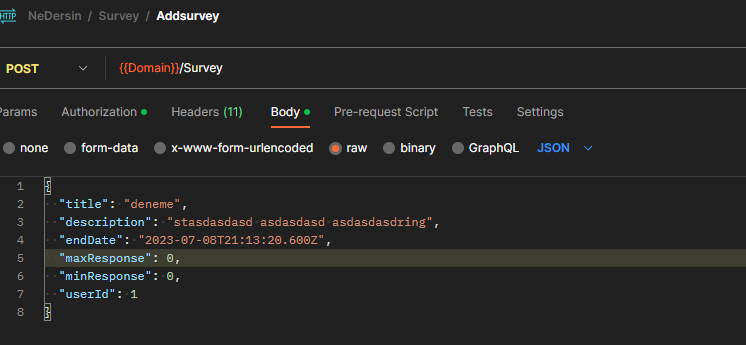 HTTP NeDersin / Survey / Addsurvey
POST {{Domain}}/Survey
Params Authorization Headers (11) Body Pre-request Script Tests Settings
none form-data x-www-form-urlencoded raw binary GraphQL JSON
1 {
2 "title": "deneme",
3 "description": "stasdasdasd asdasdasd asdasdasdring",
4 "endDate": "2023-07-08T21:13:20.600Z",
5 "maxResponse": 0,
6 "minResponse": 0,
7 "userId": 1
8 }